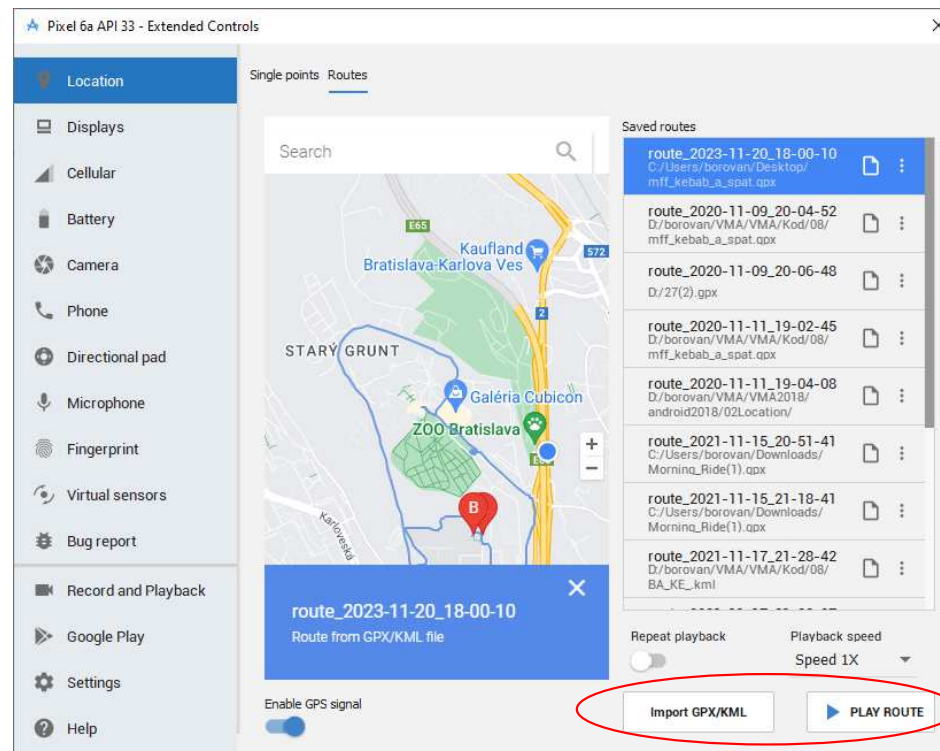 Pixel 6a API 33 - Extended Controls
Location
Displays
Cellular
Battery
Camera
Phone
Directional pad
Microphone
Fingerprint
Virtual sensors
Bug report
Record and Playback
Google Play
Settings
Help
Single points Routes
Search
E65
Kaufland
Bratislava-Karlova Ves
572
2
STARÝ GRUNT
Galéria Cubicon
ZOO Bratislava
+
−
B
Karloveská
route_2023-11-20_18-00-10
Route from GPX/KML file
Enable GPS signal
Saved routes
route_2023-11-20_18-00-10
C:/Users/borovan/Desktop/
mff_kebab_a_spat.gpx
route_2020-11-09_20-04-52
D:/borovan/VMA/VMA/Kod/08/
mff_kebab_a_spat.gpx
route_2020-11-09_20-06-48
D:/27(2).gpx
route_2020-11-11_19-02-45
D:/borovan/VMA/VMA/Kod/08/
mff_kebab_a_spat.gpx
route_2020-11-11_19-04-08
D:/borovan/VMA/VMA2018/
android2018/02Location/
route_2021-11-15_20-51-41
C:/Users/borovan/Downloads/
Morning_Ride(1).gpx
route_2021-11-15_21-18-41
C:/Users/borovan/Downloads/
Morning_Ride(1).gpx
route_2021-11-17_21-28-42
D:/borovan/VMA/VMA/Kod/08/
BA_KE_.kml
Repeat playback
Playback speed
Speed 1X
Import GPX/KML
PLAY ROUTE